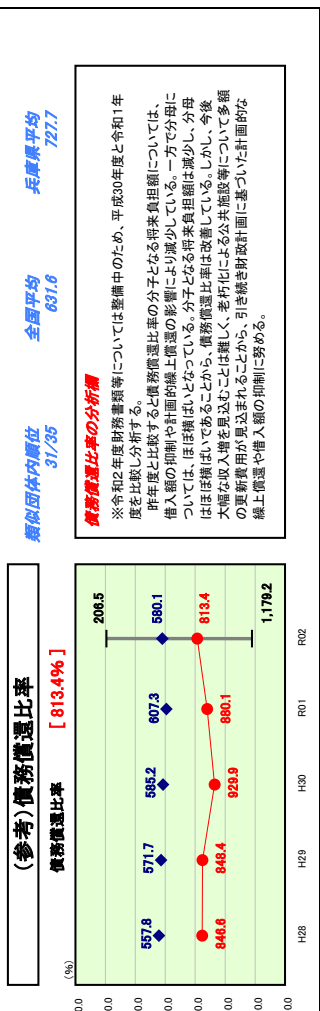 (参考)債務償還比率
債務償還比率 [ 813.4% ]
類似団体内順位 31/35
全国平均 631.6
兵庫県平均 727.7
(%)
0.0
0.0
0.0
0.0
0.0
0.0
0.0
0.0
557.8
571.7
585.2
607.3
580.1
846.6
848.4
929.9
880.1
813.4
206.5
1,179.2
H28
H29
H30
R01
R02
債務償還比率の分析欄
※令和2年度財務書類等については整備中のため、平成30年度と令和1年
度を比較し分析する。
昨年度と比較すると債務償還比率の分子となる将来負担額については、
借入額の抑制や計画的繰上償還の影響により減少している。一方で分母に
ついては、ほぼ横ばいとなっている。分子となる将来負担額は減少し、分母
はほぼ横ばいであることから、債務償還比率は改善している。しかし、今後
大幅な収入増を見込むことは難しく、老朽化による公共施設等について多額
の更新費用が見込まれることから、引き続き財政計画に基づいた計画的な
繰上償還や借入額の抑制に努める。